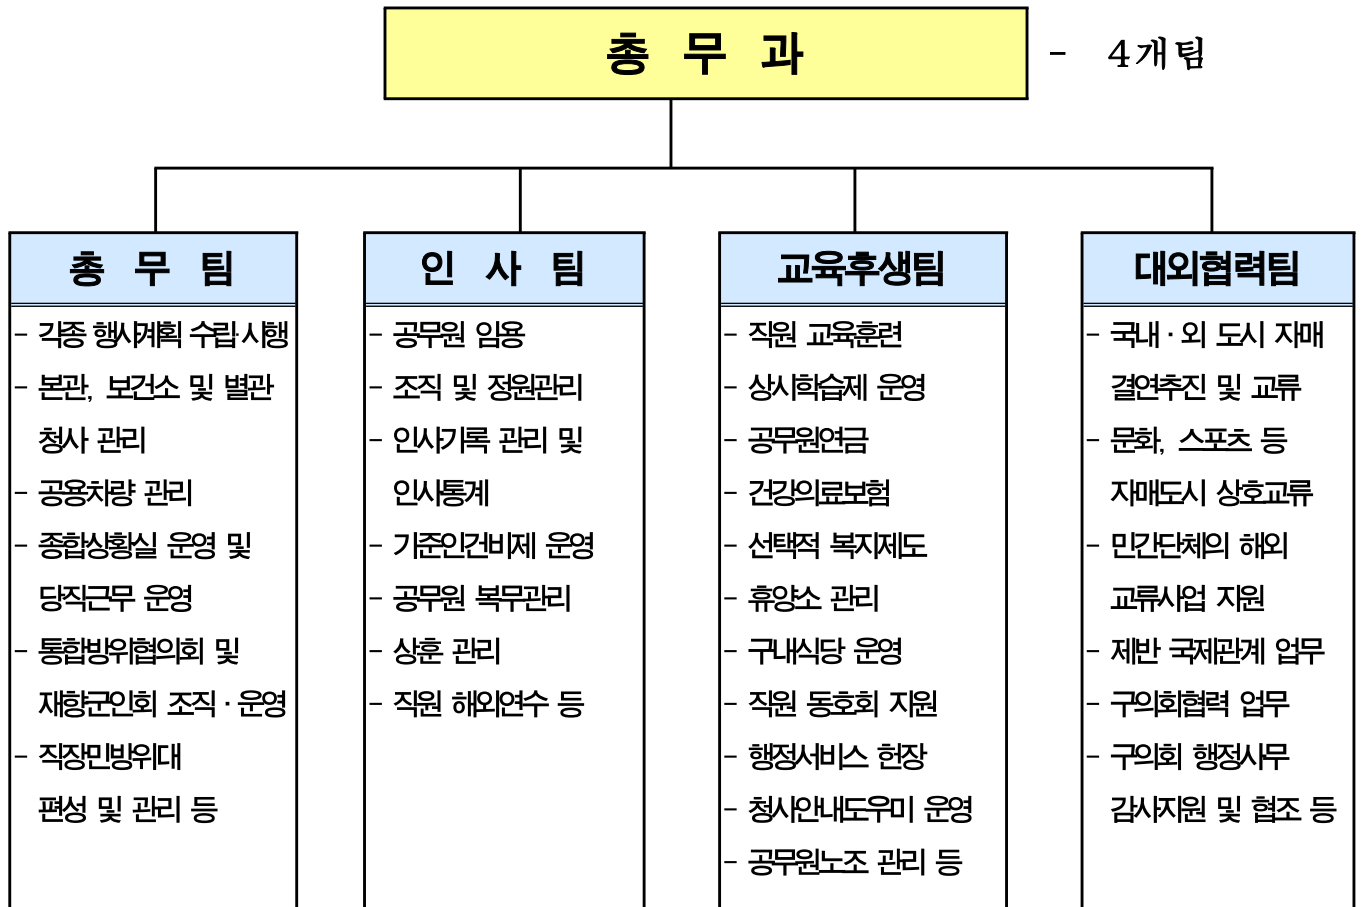 총 무 과 - 4개팀
총 무 팀
- 각종 행사계획 수립·시행
- 본관, 보건소 및 별관
청사 관리
- 공용차량 관리
- 종합상황실 운영 및
당직근무 운영
- 통합방위협의회 및
재향군인회 조직·운영
- 직장민방위대
편성 및 관리 등
인 사 팀
- 공무원 임용
- 조직 및 정원관리
- 인사기록 관리 및
인사통계
- 기준인건비제 운영
- 공무원 복무관리
- 상훈 관리
- 직원 해외연수 등
교육후생팀
- 직원 교육훈련
- 상시학습제 운영
- 공무원연금
- 건강의료보험
- 선택적 복지제도
- 휴양소 관리
- 구내식당 운영
- 직원 동호회 지원
- 행정서비스 헌장
- 청사안내도우미 운영
- 공무원노조 관리 등
대외협력팀
- 국내·외 도시 자매
결연추진 및 교류
- 문화, 스포츠 등
자매도시 상호교류
- 민간단체의 해외
교류사업 지원
- 제반 국제관계 업무
- 구의회협력 업무
- 구의회 행정사무
감사지원 및 협조 등